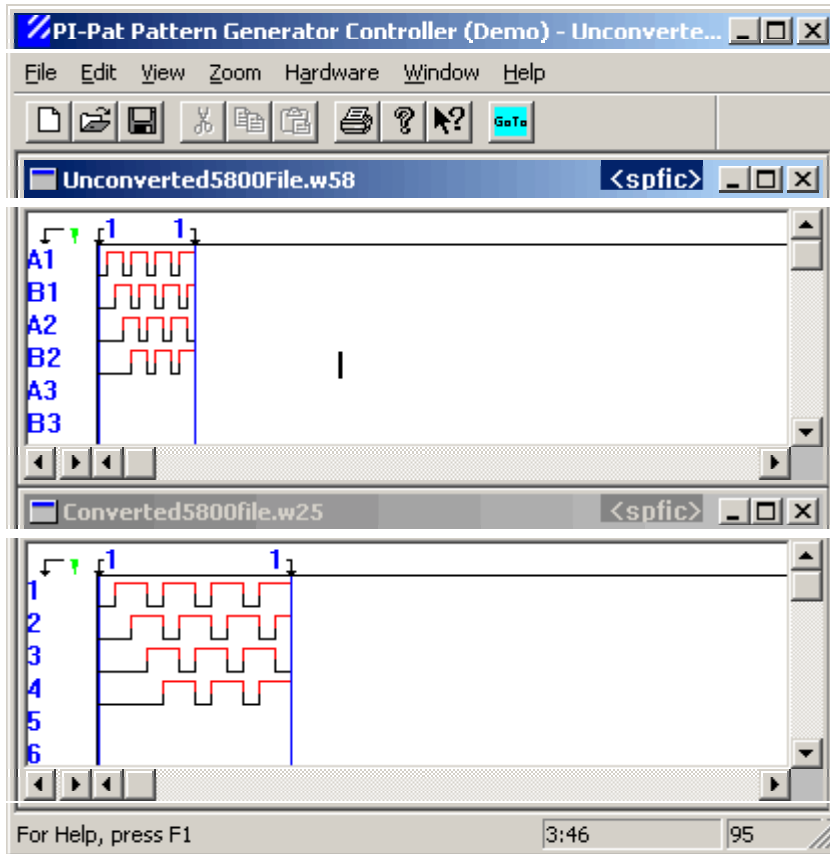 PI-Pat Pattern Generator Controller (Demo) - Unconverte...
File Edit View Zoom Hardware Window Help
GoTo
Unconverted5800File.w58 <spfic>
1 1
A1
B1
A2
B2
A3
B3
Converted5800file.w25 <spfic>
1 1
1
2
3
4
5
6
For Help, press F1 3:46 95